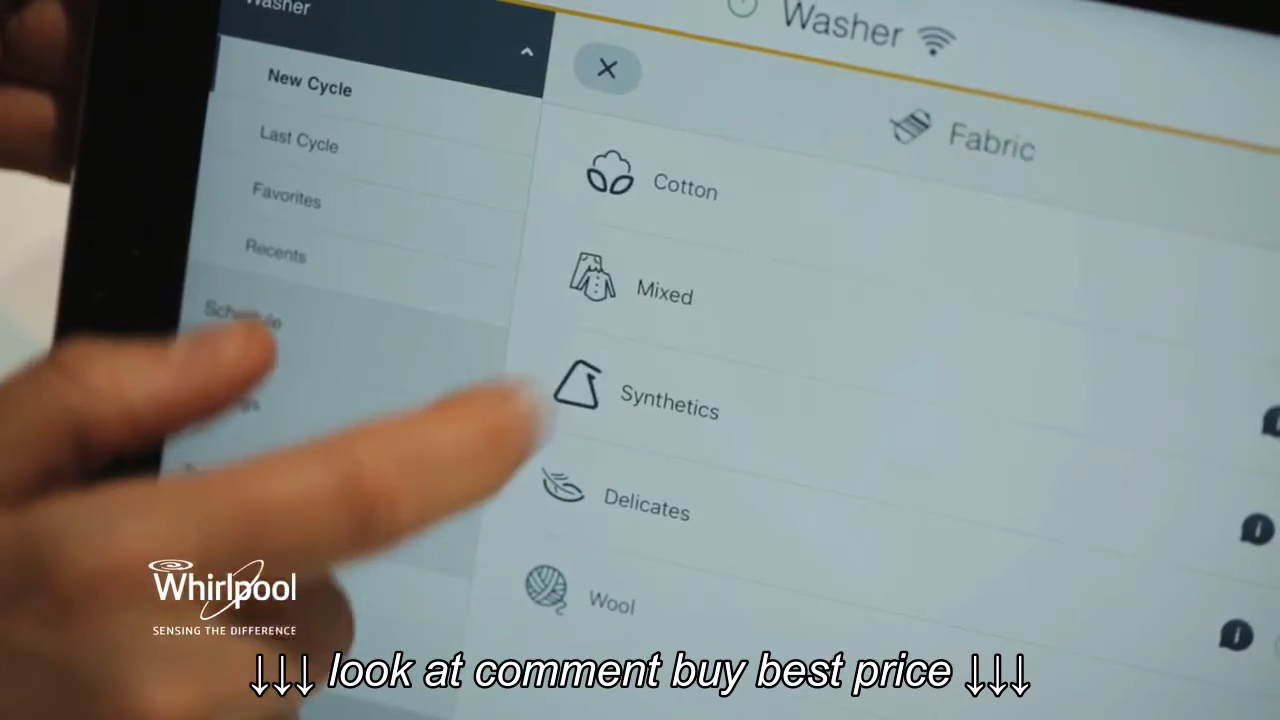 Washer
New Cycle
Last Cycle
Favorites
Recents
Schedule
Washer
Fabric
Cotton
Mixed
Synthetics
Delicates
Wool
Whirlpool
SENSING THE DIFFERENCE
↓↓↓ look at comment buy best price ↓↓↓